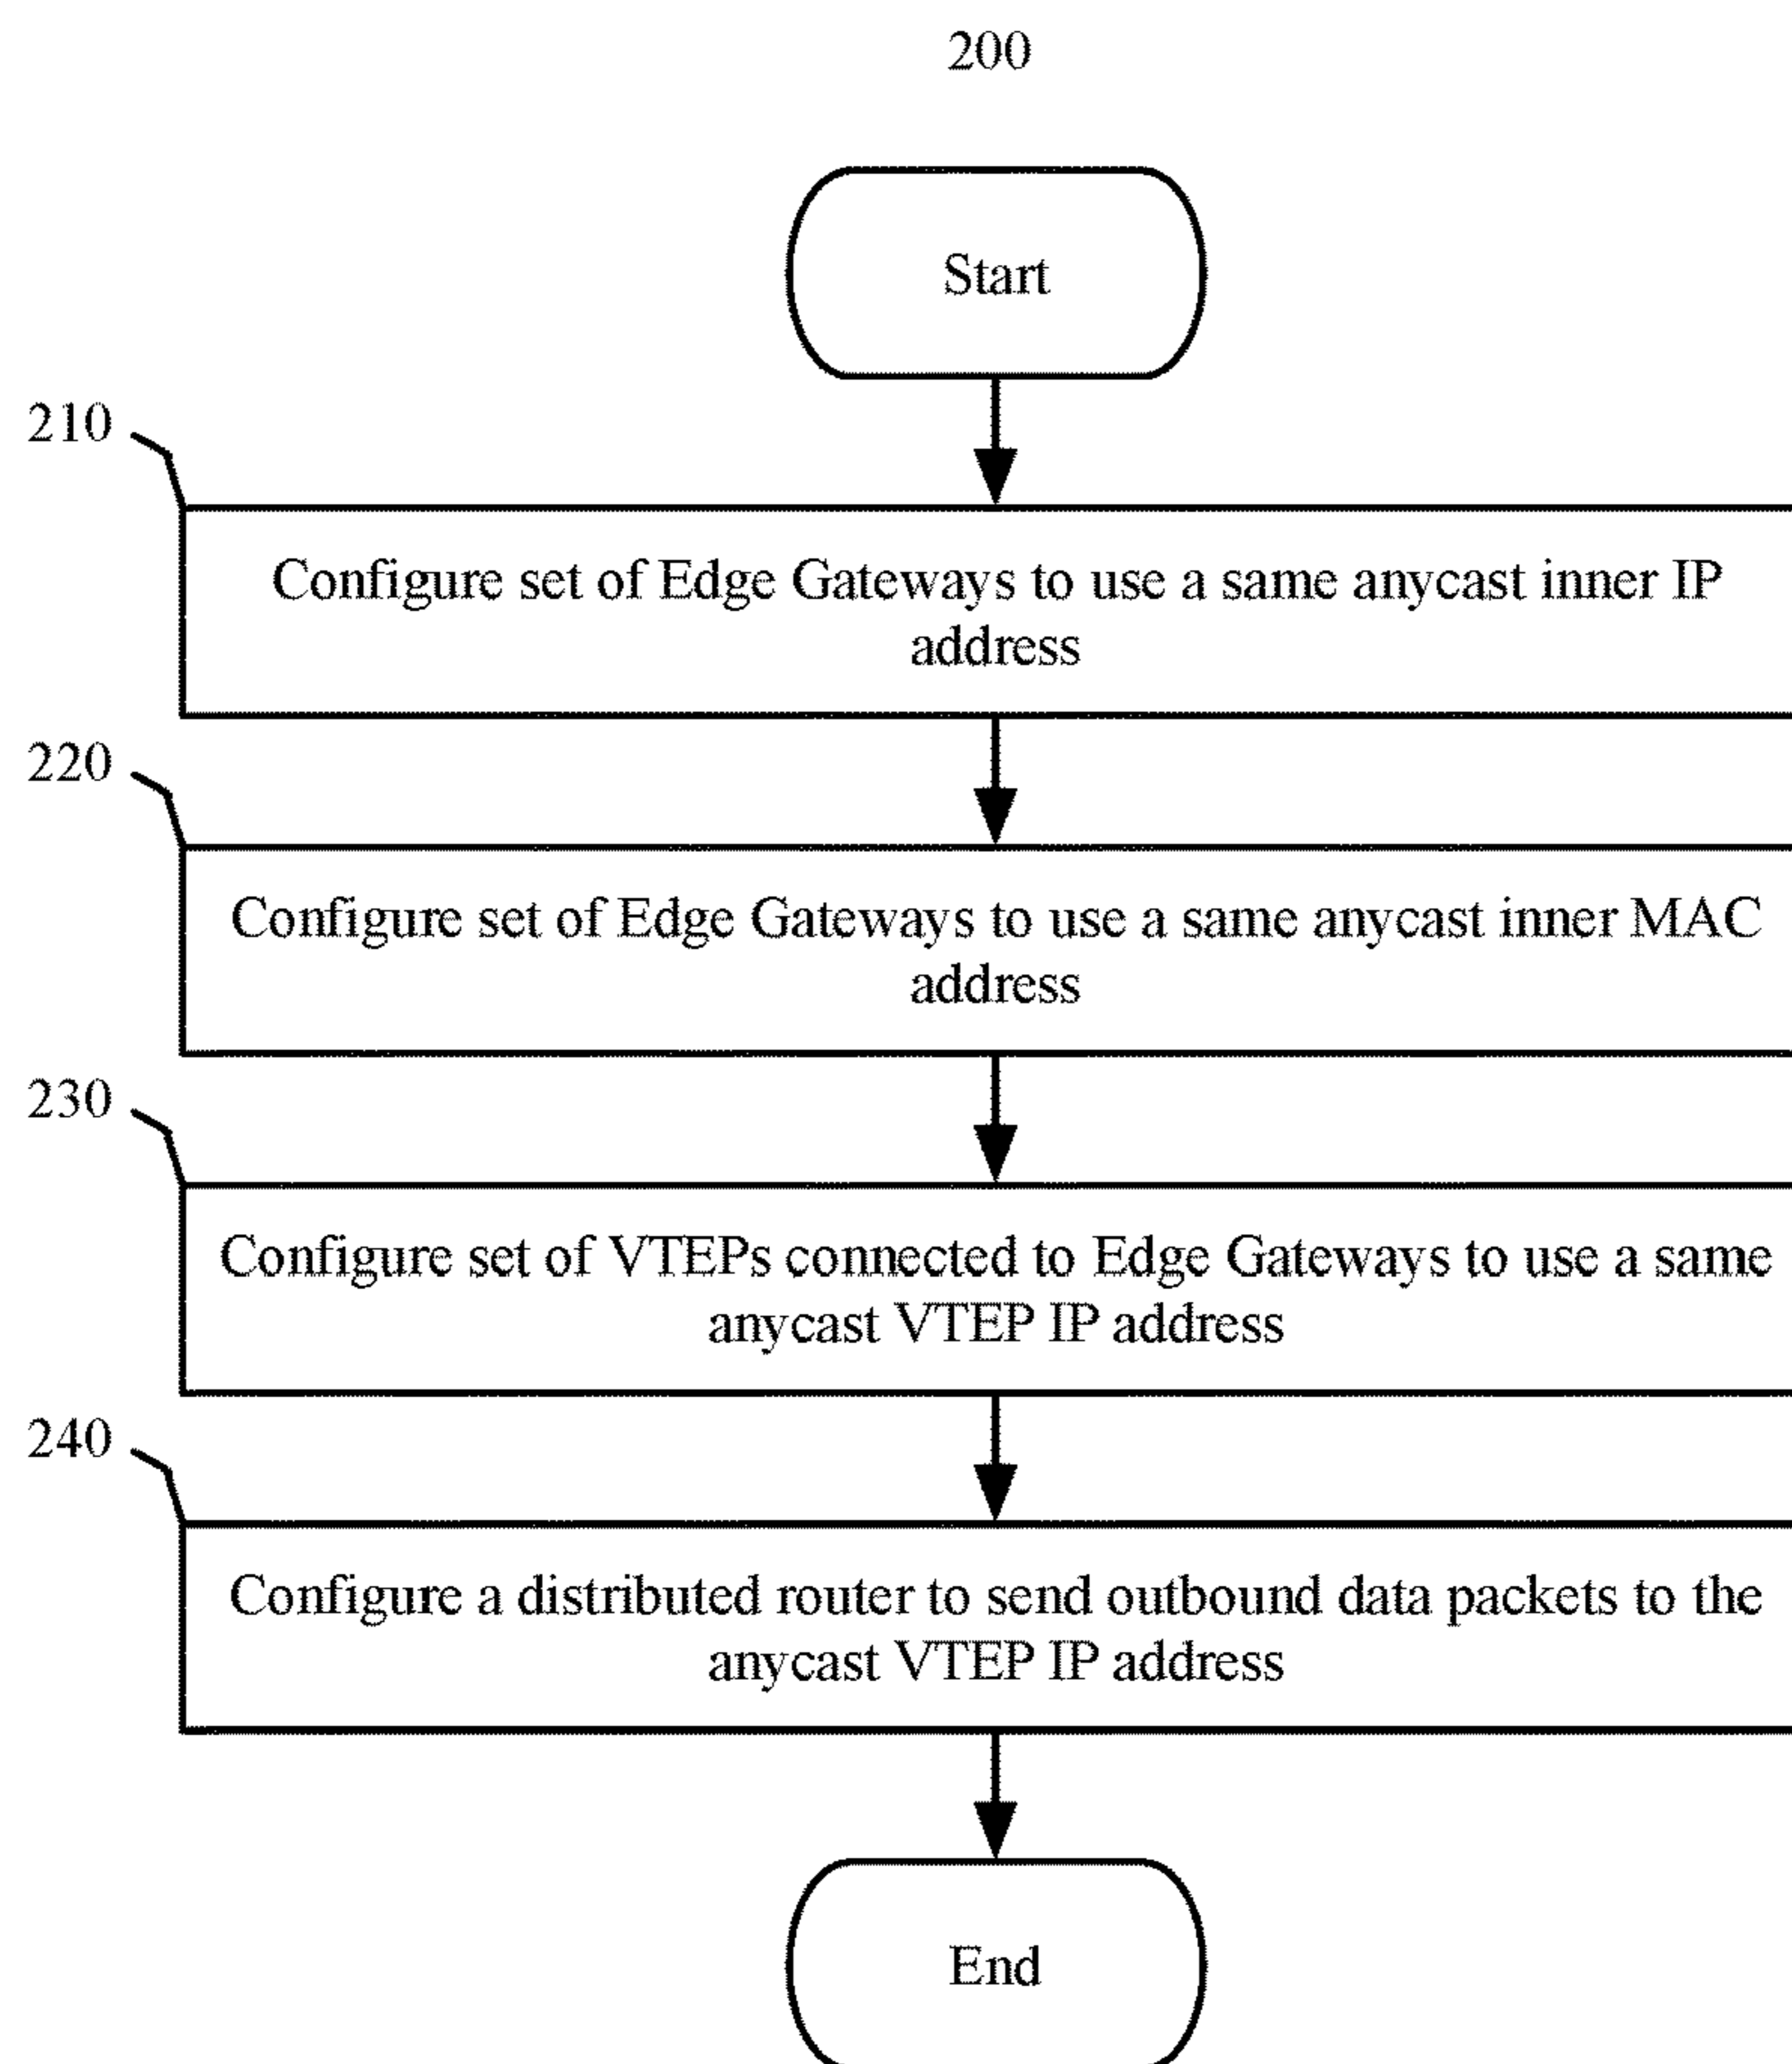 200
Start
210
Configure set of Edge Gateways to use a same anycast inner IP
address
220
Configure set of Edge Gateways to use a same anycast inner MAC
address
230
Configure set of VTEPs connected to Edge Gateways to use a same
anycast VTEP IP address
240
Configure a distributed router to send outbound data packets to the
anycast VTEP IP address
End